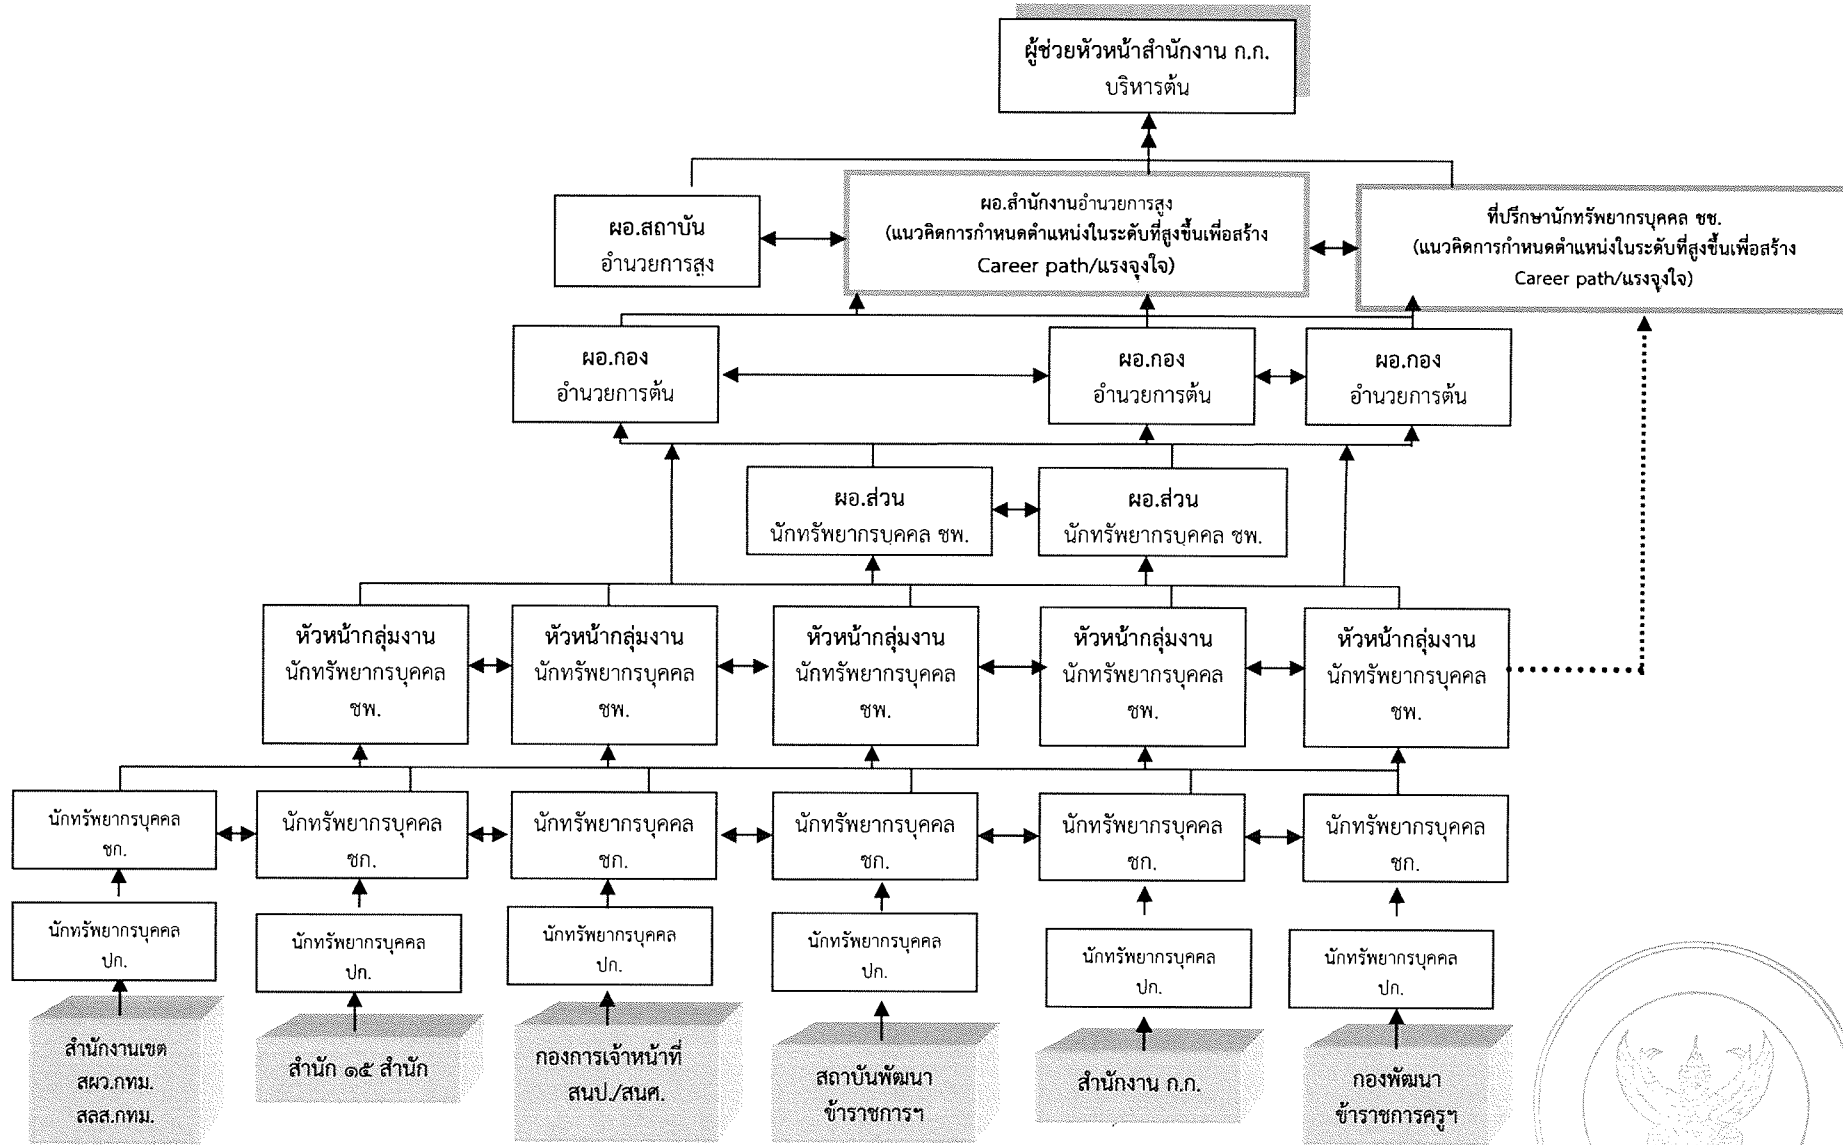 ผู้ช่วยหัวหน้าสำนักงาน ก.ก.
บริหารต้น
ผอ.สถาบัน
อำนวยการสูง
ผอ.สำนักงานอำนวยการสูง
(แนวคิดการกำหนดตำแหน่งในระดับที่สูงขึ้นเพื่อสร้าง
Career path/แรงจูงใจ)
ที่ปรึกษานักทรัพยากรบุคคล ชช.
(แนวคิดการกำหนดตำแหน่งในระดับที่สูงขึ้นเพื่อสร้าง
Career path/แรงจูงใจ)
ผอ.กอง
อำนวยการต้น
ผอ.กอง
อำนวยการต้น
ผอ.กอง
อำนวยการต้น
ผอ.ส่วน
นักทรัพยากรบุคคล ชพ.
ผอ.ส่วน
นักทรัพยากรบุคคล ชพ.
หัวหน้ากลุ่มงาน
นักทรัพยากรบุคคล
ชพ.
หัวหน้ากลุ่มงาน
นักทรัพยากรบุคคล
ชพ.
หัวหน้ากลุ่มงาน
นักทรัพยากรบุคคล
ชพ.
หัวหน้ากลุ่มงาน
นักทรัพยากรบุคคล
ชพ.
หัวหน้ากลุ่มงาน
นักทรัพยากรบุคคล
ชพ.
นักทรัพยากรบุคคล
ชก.
นักทรัพยากรบุคคล
ชก.
นักทรัพยากรบุคคล
ชก.
นักทรัพยากรบุคคล
ชก.
นักทรัพยากรบุคคล
ชก.
นักทรัพยากรบุคคล
ชก.
นักทรัพยากรบุคคล
ปก.
นักทรัพยากรบุคคล
ปก.
นักทรัพยากรบุคคล
ปก.
นักทรัพยากรบุคคล
ปก.
นักทรัพยากรบุคคล
ปก.
นักทรัพยากรบุคคล
ปก.
สำนักงานเขต
สผว.กทม.
สลส.กทม.
สำนัก ๑๕ สำนัก
กองการเจ้าหน้าที่
สนป./สนศ.
สถาบันพัฒนา
ข้าราชการฯ
สำนักงาน ก.ก.
กองพัฒนา
ข้าราชการครูฯ